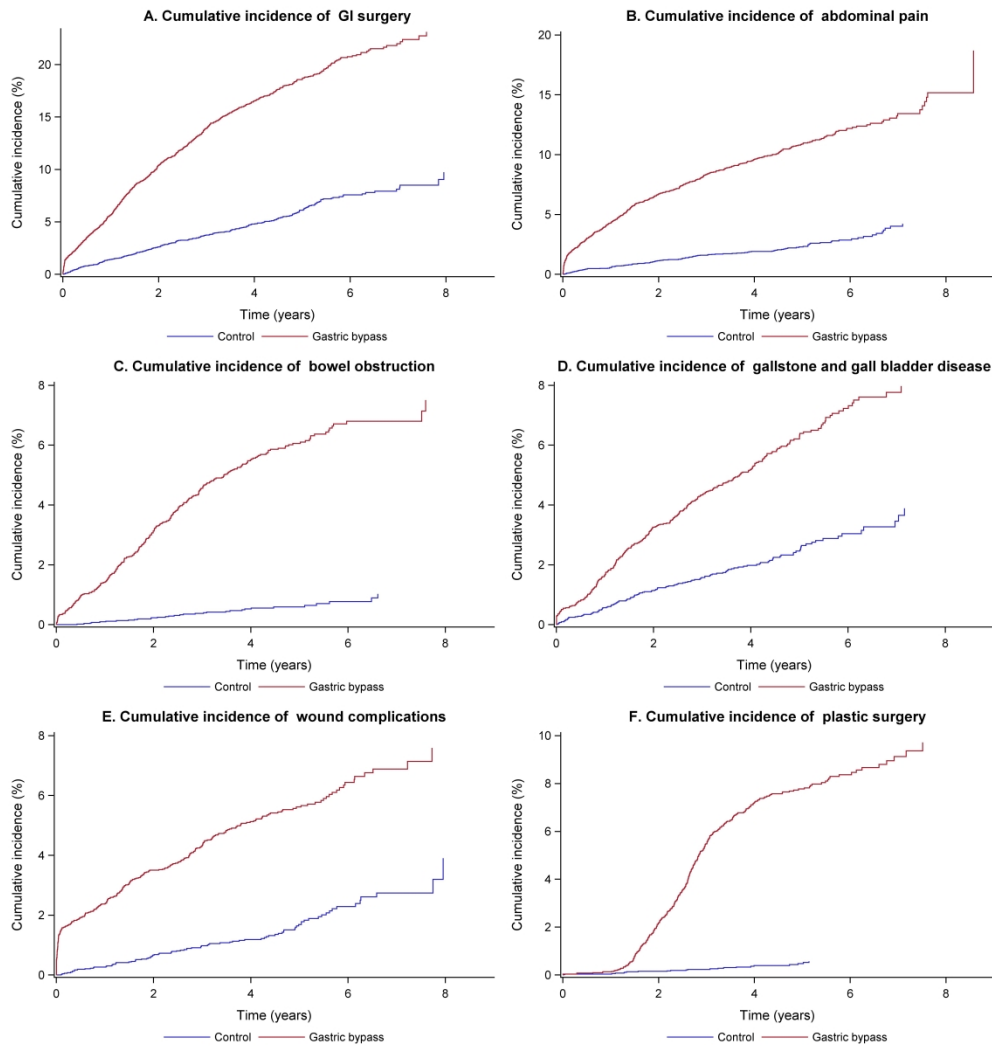 A. Cumulative incidence of GI surgery
Cumulative incidence (%)
20
15
10
5
0
0 2 4 6 8
Time (years)
Control Gastric bypass
B. Cumulative incidence of abdominal pain
Cumulative incidence (%)
20
15
10
5
0
0 2 4 6 8
Time (years)
Control Gastric bypass
C. Cumulative incidence of bowel obstruction
Cumulative incidence (%)
8
6
4
2
0
0 2 4 6 8
Time (years)
Control Gastric bypass
D. Cumulative incidence of gallstone and gall bladder disease
Cumulative incidence (%)
8
6
4
2
0
0 2 4 6 8
Time (years)
Control Gastric bypass
E. Cumulative incidence of wound complications
Cumulative incidence (%)
8
6
4
2
0
0 2 4 6 8
Time (years)
Control Gastric bypass
F. Cumulative incidence of plastic surgery
Cumulative incidence (%)
10
8
6
4
2
0
0 2 4 6 8
Time (years)
Control Gastric bypass